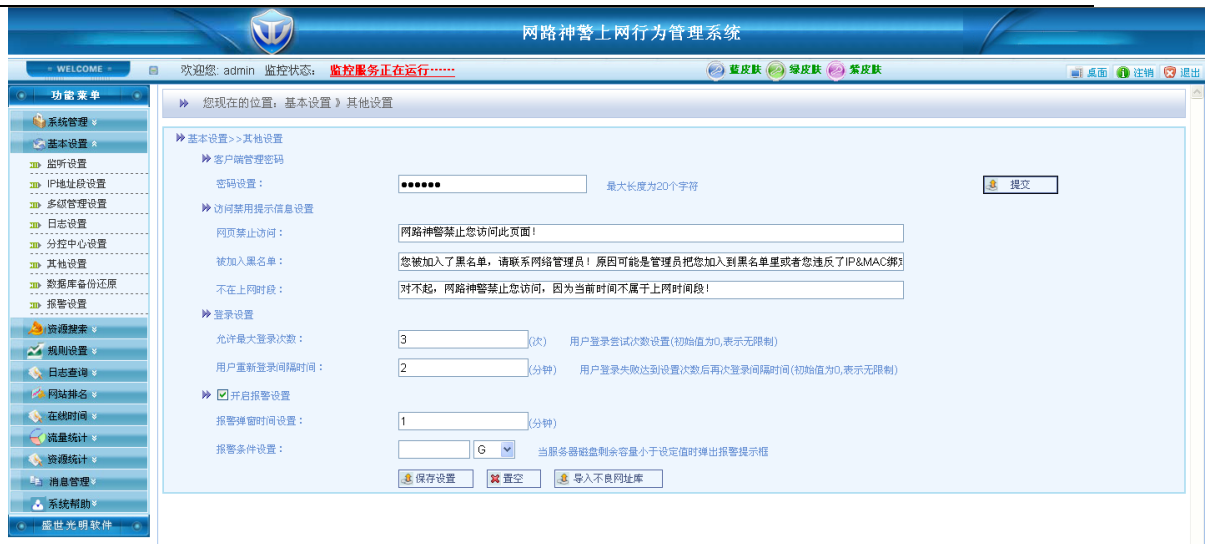 网路神警上网行为管理系统
WELCOME
欢迎您: admin 监控状态: 监控服务正在运行······
蓝皮肤 绿皮肤 紫皮肤
桌面 注销 退出
功能菜单
系统管理
基本设置
监听设置
IP地址段设置
多级管理设置
日志设置
分控中心设置
其他设置
数据库备份还原
报警设置
资源搜索
规则设置
日志查询
网站排名
在线时间
流量统计
资源统计
消息管理
系统帮助
盛世光明软件
您现在的位置: 基本设置 》其他设置
基本设置>>其他设置
客户端管理密码
密码设置: ●●●●●● 最大长度为20个字符 提交
访问禁用提示信息设置
网页禁止访问: 网路神警禁止您访问此页面!
被加入黑名单: 您被加入了黑名单, 请联系网络管理员! 原因可能是管理员把您加入到黑名单里或者您违反了IP&MAC绑定
不在上网时段: 对不起, 网路神警禁止您访问, 因为当前时间不属于上网时间段!
登录设置
允许最大登录次数: 3 (次) 用户登录尝试次数设置(初始值为0,表示无限制)
用户重新登录间隔时间: 2 (分钟) 用户登录失败达到设置次数后再次登录间隔时间(初始值为0,表示无限制)
开启报警设置
报警弹窗时间设置: 1 (分钟)
报警条件设置: G 当服务器磁盘剩余容量小于设定值时弹出报警提示框
保存设置 置空 导入不良网址库